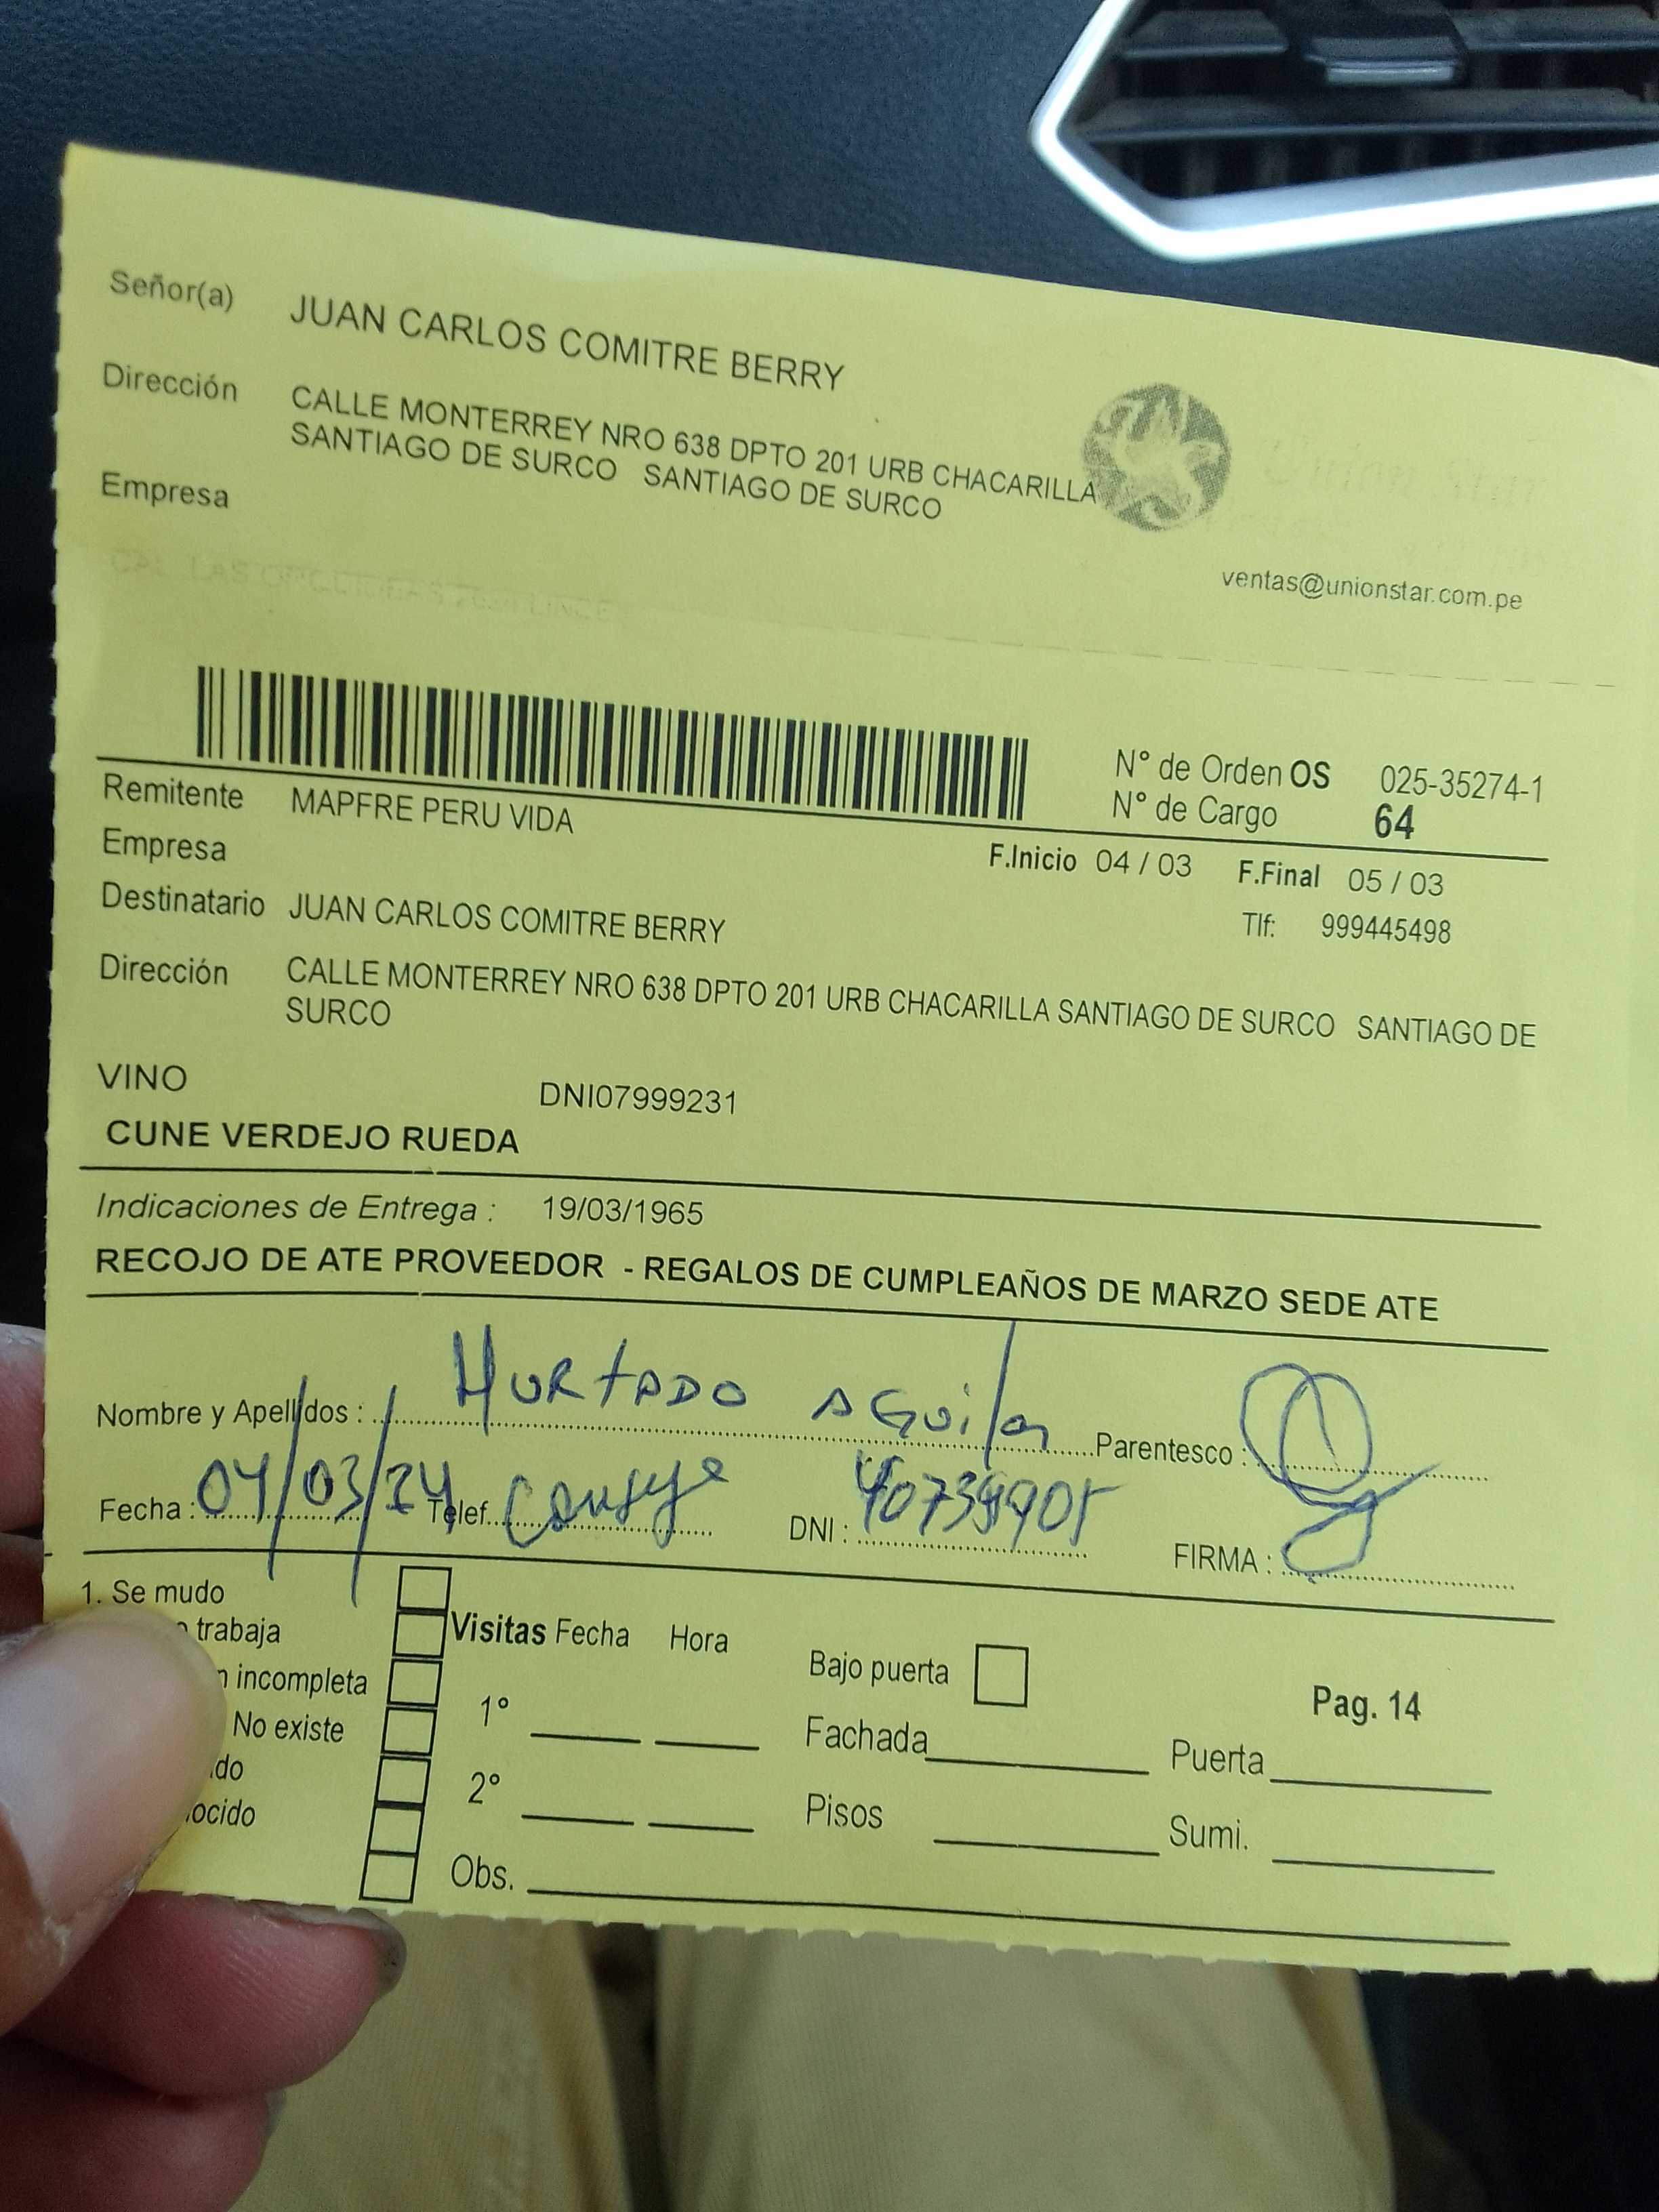 Señor(a) JUAN CARLOS COMITRE BERRY
Dirección CALLE MONTERREY NRO 638 DPTO 201 URB CHACARILLA
SANTIAGO DE SURCO SANTIAGO DE SURCO
Empresa
ventas@unionstar.com.pe
N° de Orden OS 025-35274-1
N° de Cargo 64
Remitente MAPFRE PERU VIDA
Empresa
F.Inicio 04 / 03 F.Final 05 / 03
Destinatario JUAN CARLOS COMITRE BERRY
Tlf: 999445498
Dirección CALLE MONTERREY NRO 638 DPTO 201 URB CHACARILLA SANTIAGO DE SURCO SANTIAGO DE
SURCO
VINO DNI07999231
CUNE VERDEJO RUEDA
Indicaciones de Entrega : 19/03/1965
RECOJO DE ATE PROVEEDOR - REGALOS DE CUMPLEAÑOS DE MARZO SEDE ATE
Nombre y Apellidos : HURTADO AGUilar Parentesco :
Fecha : 04/03/24 Telef. DNI : FIRMA :
1. Se mudo
trabaja
incompleta
No existe
Visitas Fecha Hora
1°
2°
Obs.
Bajo puerta
Pag. 14
Fachada Puerta
Pisos Sumi.